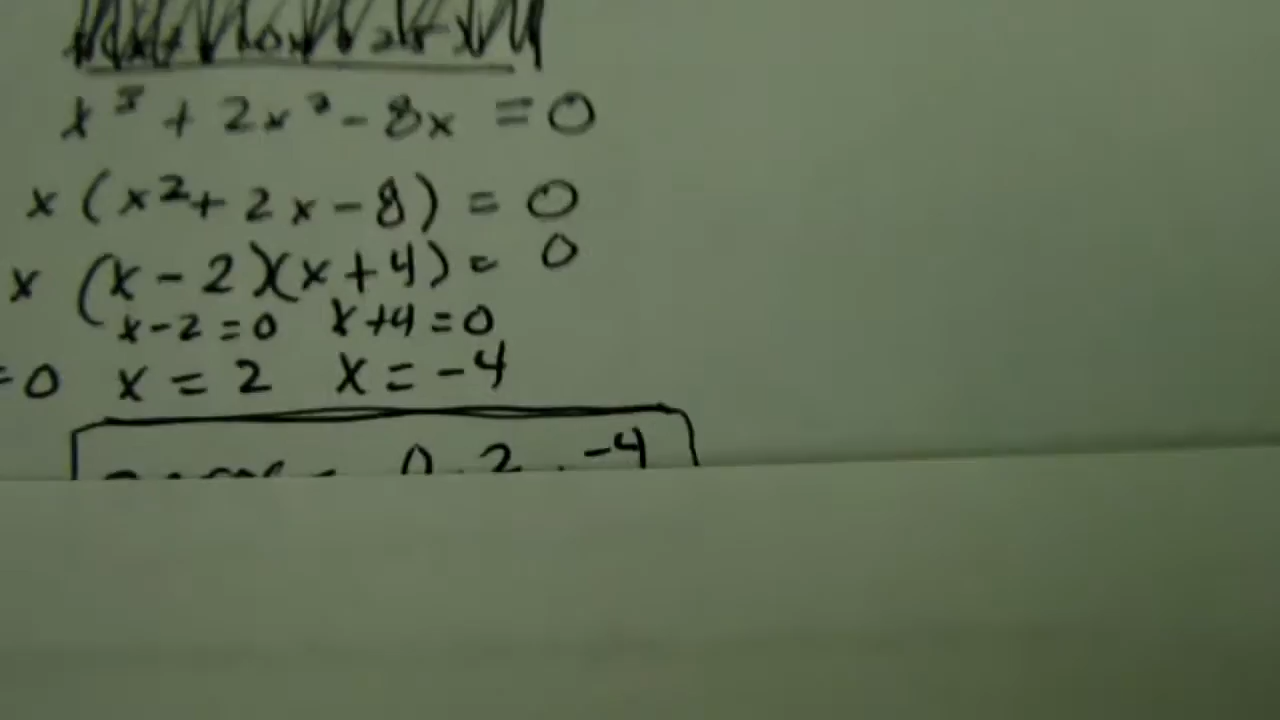 x³ + 2x² - 8x = 0
x (x² + 2x - 8) = 0
x (x - 2)(x + 4) = 0
x - 2 = 0 x + 4 = 0
= 0 x = 2 x = -4
0, 2, -4